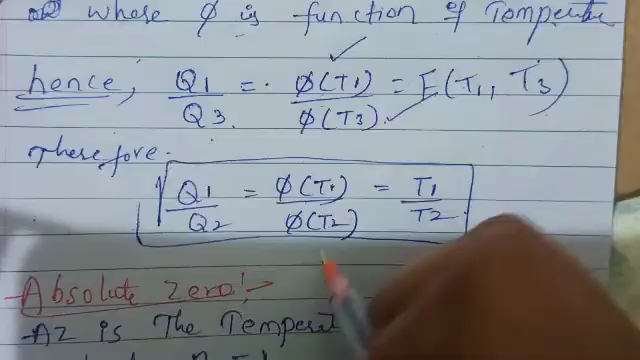 where φ is function of Temperature
hence, Q1/Q3. = φ(T1)/φ(T3). = F(T1, T3)
Therefore.
Q1/Q2 = φ(T1)/φ(T2) = T1/T2
Absolute zero!-
-AZ is The Temperat